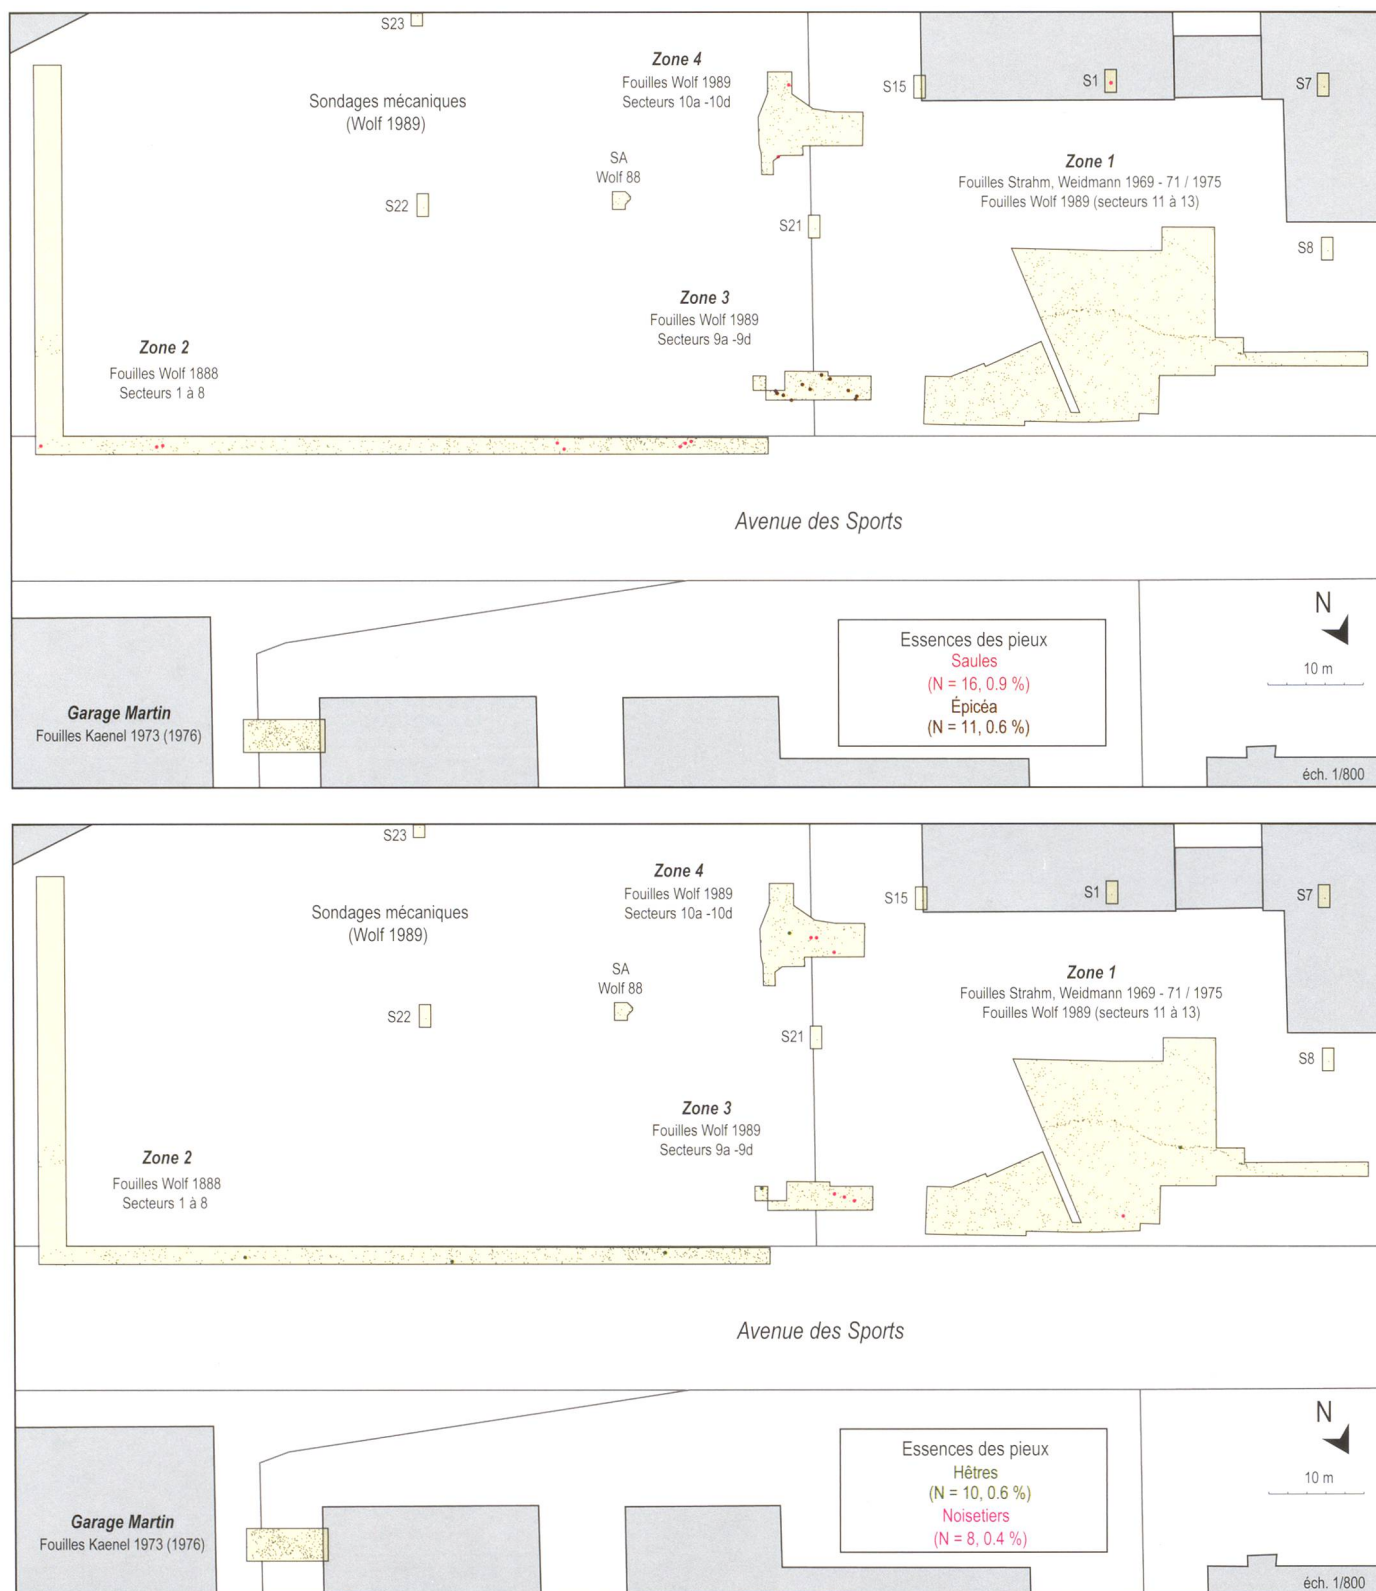 S23
Zone 4
Fouilles Wolf 1989
Secteurs 10a -10d
Sondages mécaniques
(Wolf 1989)
S15
S1
S7
SA
Wolf 88
S22
S21
Zone 1
Fouilles Strahm, Weidmann 1969 - 71 / 1975
Fouilles Wolf 1989 (secteurs 11 à 13)
S8
Zone 3
Fouilles Wolf 1989
Secteurs 9a -9d
Zone 2
Fouilles Wolf 1888
Secteurs 1 à 8
Avenue des Sports
Garage Martin
Fouilles Kaenel 1973 (1976)
Essences des pieux
Saules
(N = 16, 0.9 %)
Épicéa
(N = 11, 0.6 %)
N
10 m
éch. 1/800
S23
Zone 4
Fouilles Wolf 1989
Secteurs 10a -10d
Sondages mécaniques
(Wolf 1989)
S15
S1
S7
SA
Wolf 88
S22
S21
Zone 1
Fouilles Strahm, Weidmann 1969 - 71 / 1975
Fouilles Wolf 1989 (secteurs 11 à 13)
S8
Zone 3
Fouilles Wolf 1989
Secteurs 9a -9d
Zone 2
Fouilles Wolf 1888
Secteurs 1 à 8
Avenue des Sports
Garage Martin
Fouilles Kaenel 1973 (1976)
Essences des pieux
Hêtres
(N = 10, 0.6 %)
Noisetiers
(N = 8, 0.4 %)
N
10 m
éch. 1/800